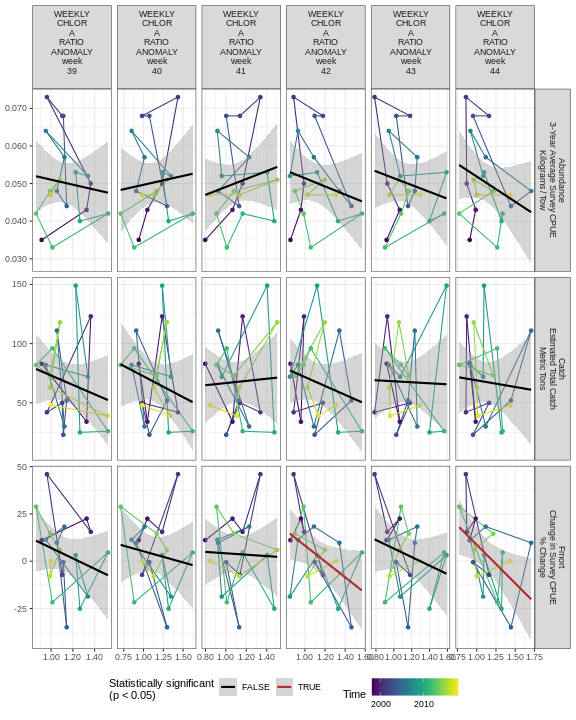 WEEKLY
CHLOR
A
RATIO
ANOMALY
week
39
WEEKLY
CHLOR
A
RATIO
ANOMALY
week
40
WEEKLY
CHLOR
A
RATIO
ANOMALY
week
41
WEEKLY
CHLOR
A
RATIO
ANOMALY
week
42
WEEKLY
CHLOR
A
RATIO
ANOMALY
week
43
WEEKLY
CHLOR
A
RATIO
ANOMALY
week
44
0.070
0.060
0.050
0.040
0.030
Abundance
3-Year Average Survey CPUE
Kilograms / Tow
150
100
50
Catch
Estimated Total Catch
Metric Tons
50
25
0
-25
Fmort
Change in Survey CPUE
% Change
1.00 1.20 1.40
0.75 1.00 1.25 1.50
0.80 1.00 1.20 1.40
0.80 1.00 1.20 1.40 1.60
0.80 1.00 1.20 1.40 1.60
0.75 1.00 1.25 1.50 1.75
Statistically significant
(p < 0.05)
FALSE TRUE
Time
2000 2010